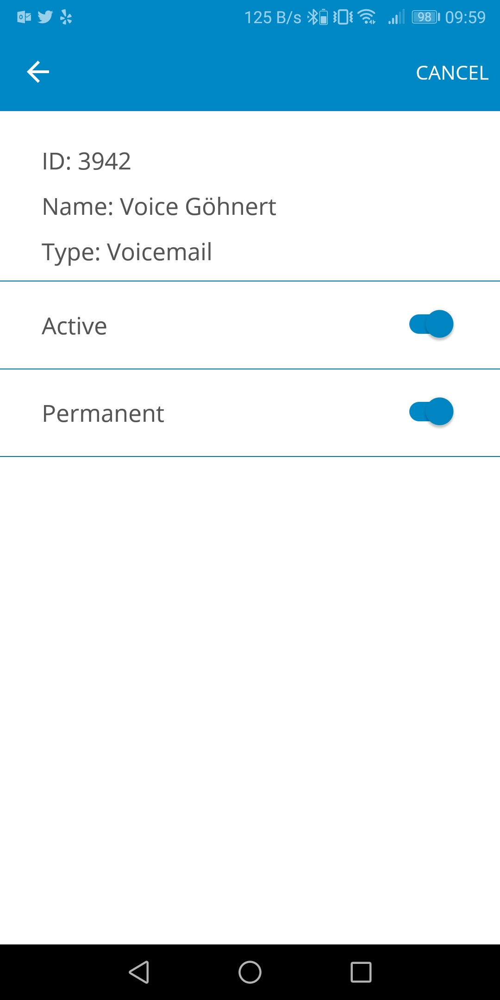 125 B/s 98 09:59
CANCEL
ID: 3942
Name: Voice Göhnert
Type: Voicemail
Active
Permanent